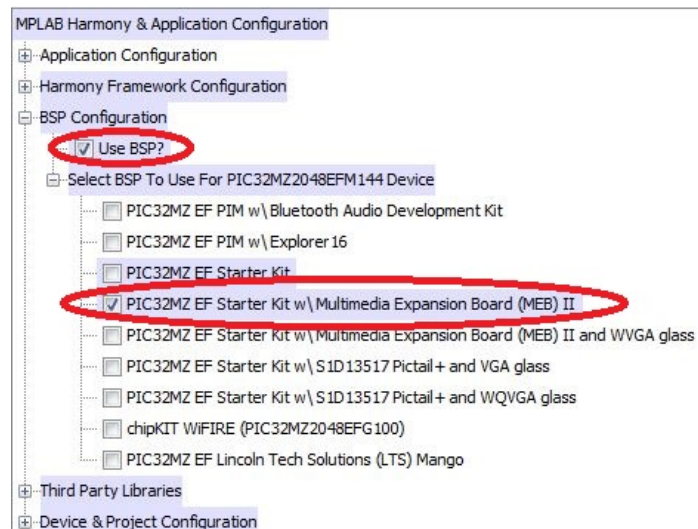 MPLAB Harmony & Application Configuration
Application Configuration
Harmony Framework Configuration
BSP Configuration
Use BSP?
Select BSP To Use For PIC32MZ2048EFM144 Device
PIC32MZ EF PIM w\Bluetooth Audio Development Kit
PIC32MZ EF PIM w\Explorer 16
PIC32MZ EF Starter Kit
PIC32MZ EF Starter Kit w\Multimedia Expansion Board (MEB) II
PIC32MZ EF Starter Kit w\Multimedia Expansion Board (MEB) II and WVGA glass
PIC32MZ EF Starter Kit w\S1D13517 Pictail+ and VGA glass
PIC32MZ EF Starter Kit w\S1D13517 Pictail+ and WQVGA glass
chipKIT WiFIRE (PIC32MZ2048EFG100)
PIC32MZ EF Lincoln Tech Solutions (LTS) Mango
Third Party Libraries
Device & Project Configuration